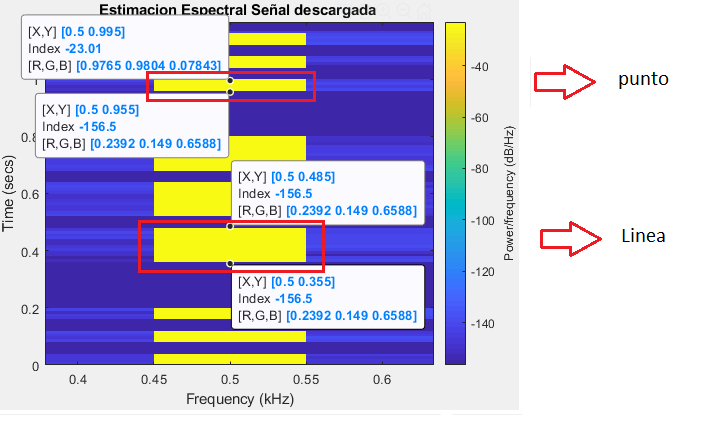 Estimacion Espectral Señal descargada
[X,Y] [0.5 0.995]
Index -23.01
[R,G,B] [0.9765 0.9804 0.07843]
[X,Y] [0.5 0.955]
Index -156.5
[R,G,B] [0.2392 0.149 0.6588]
[X,Y] [0.5 0.485]
Index -156.5
[R,G,B] [0.2392 0.149 0.6588]
[X,Y] [0.5 0.355]
Index -156.5
[R,G,B] [0.2392 0.149 0.6588]
1
0.8
0.6
0.4
0.2
0
Time (secs)
0.4 0.45 0.5 0.55 0.6
Frequency (kHz)
-40
-60
-80
-100
-120
-140
Power/frequency (dB/Hz)
punto
Linea